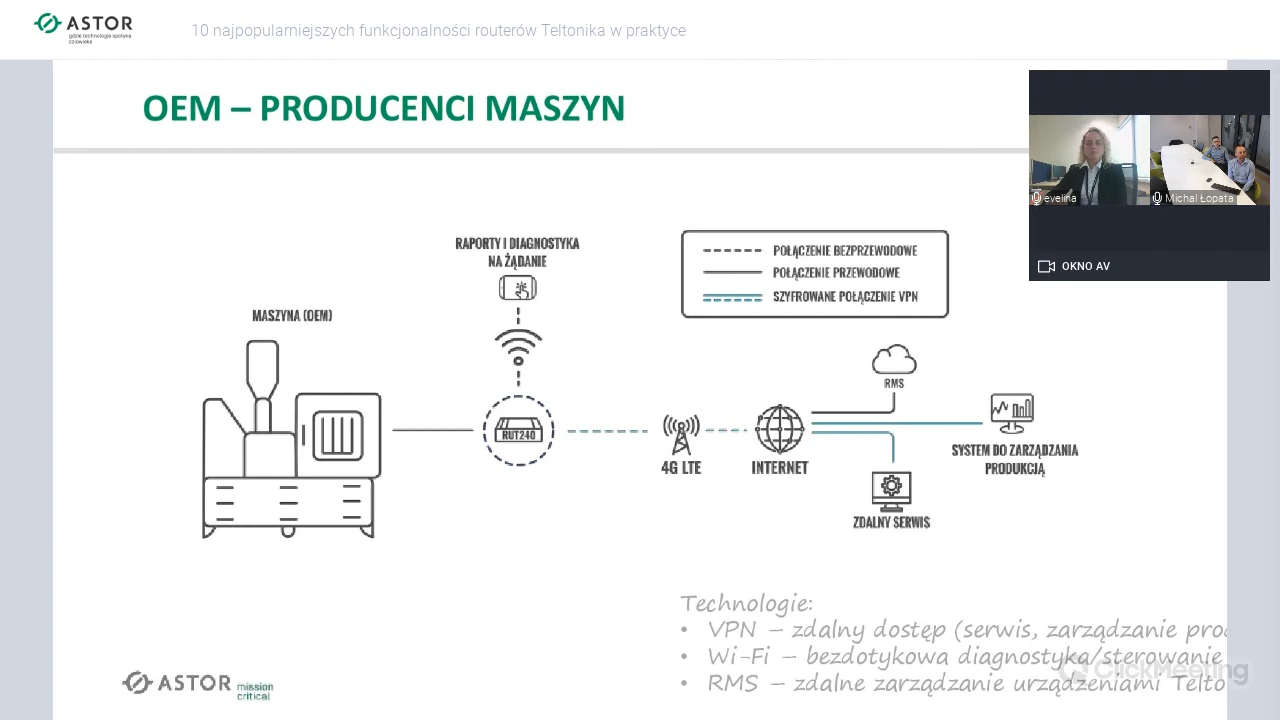 ASTOR
gdzie technologia spotyka
człowieka
10 najpopularniejszych funkcjonalności routerów Teltonika w praktyce
OEM – PRODUCENCI MASZYN
evelina
Michal Łopata
OKNO AV
RAPORTY I DIAGNOSTYKA
NA ŻĄDANIE
POŁĄCZENIE BEZPRZEWODOWE
POŁĄCZENIE PRZEWODOWE
SZYFROWANE POŁĄCZENIE VPN
MASZYNA (OEM)
RMS
RUT240
4G LTE
INTERNET
SYSTEM DO ZARZĄDZANIA
PRODUKCJĄ
ZDALNY SERWIS
Technologie:
• VPN – zdalny dostęp (serwis, zarządzanie proc
• Wi-Fi – bezdotykowa diagnostyka/sterowanie
• RMS – zdalne zarządzanie urządzeniami Telto
ClickMeeting
ASTOR mission
critical